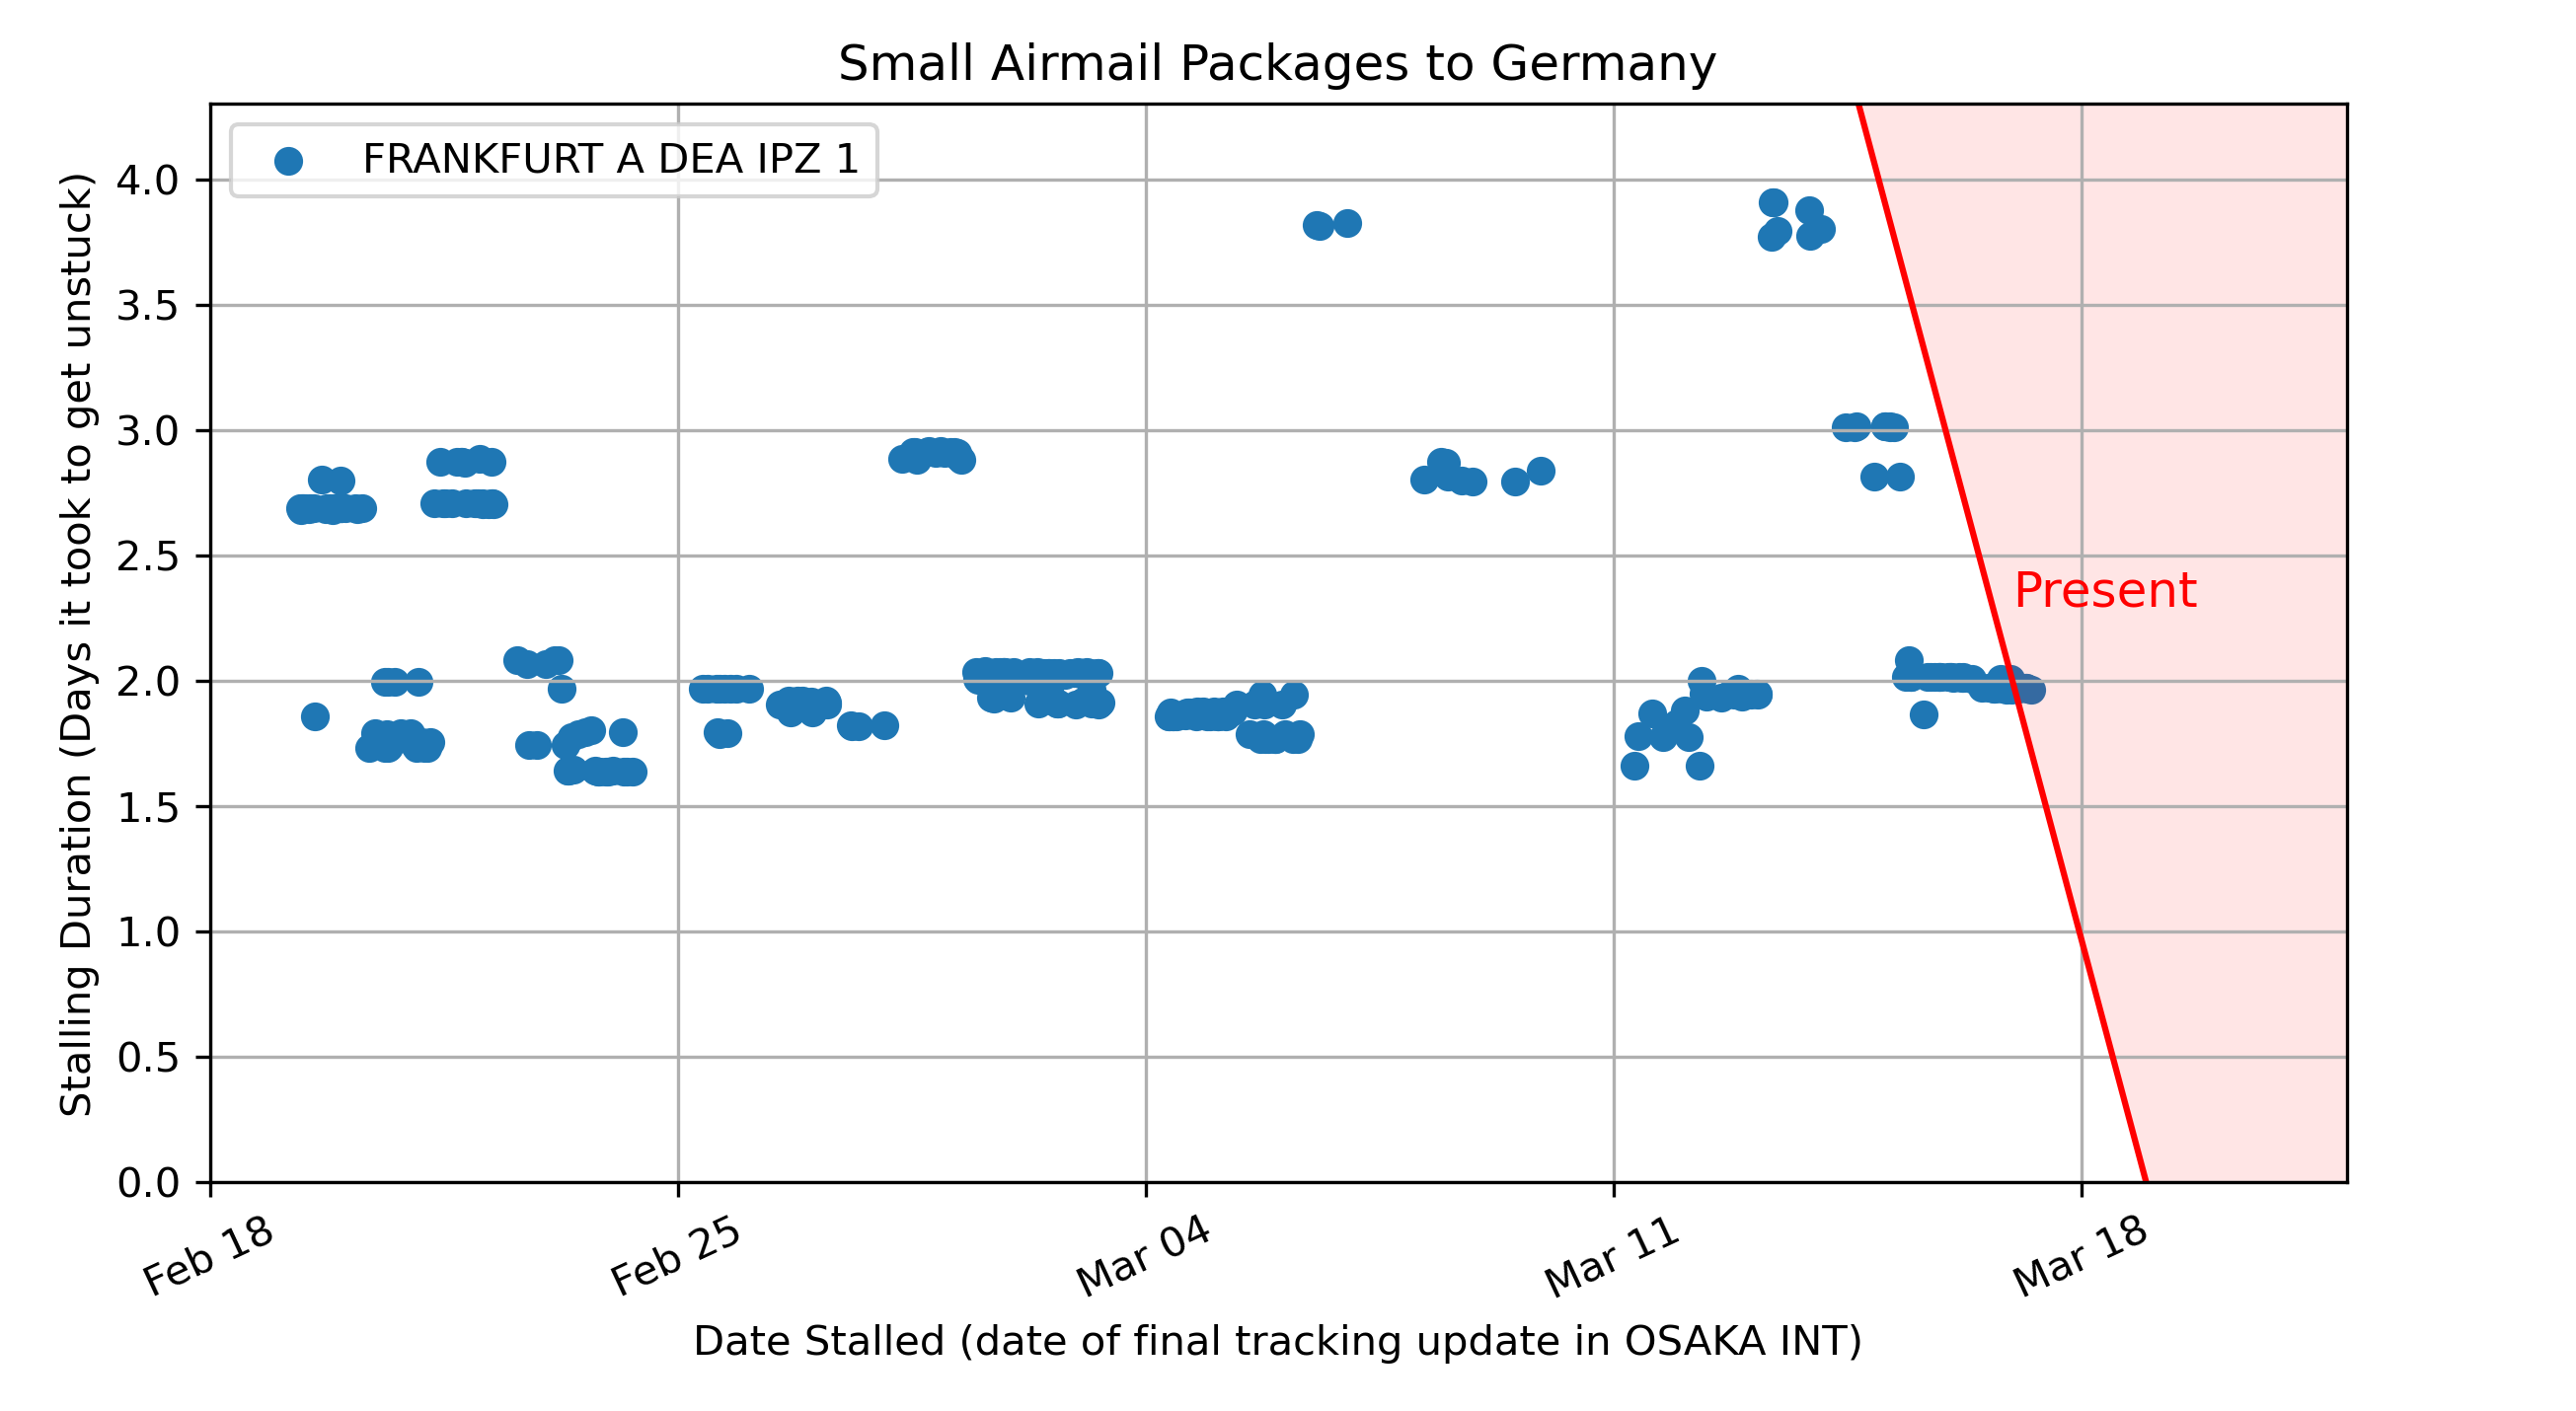 Small Airmail Packages to Germany
FRANKFURT A DEA IPZ 1
Stalling Duration (Days it took to get unstuck)
4.0
3.5
3.0
2.5
2.0
1.5
1.0
0.5
0.0
Present
Feb 18
Feb 25
Mar 04
Mar 11
Mar 18
Date Stalled (date of final tracking update in OSAKA INT)